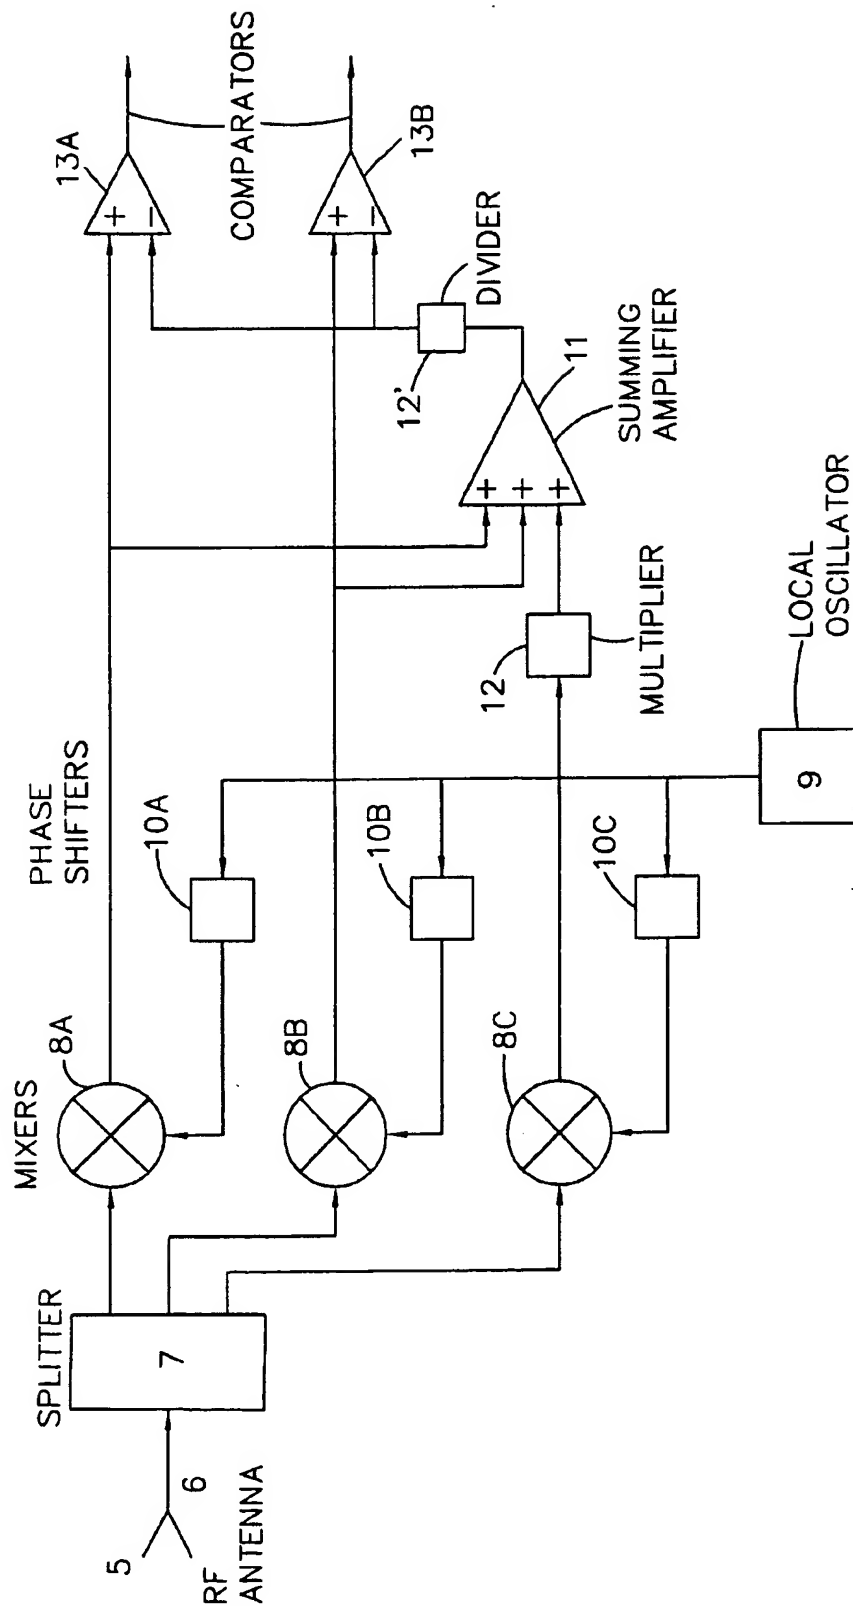 5
6
RF
ANTENNA
SPLITTER
7
MIXERS
8A
8B
8C
PHASE
SHIFTERS
10A
10B
10C
9
LOCAL
OSCILLATOR
12
MULTIPLIER
+
+
+
11
SUMMING
AMPLIFIER
12'
DIVIDER
13A
+
−
COMPARATORS
13B
+
−